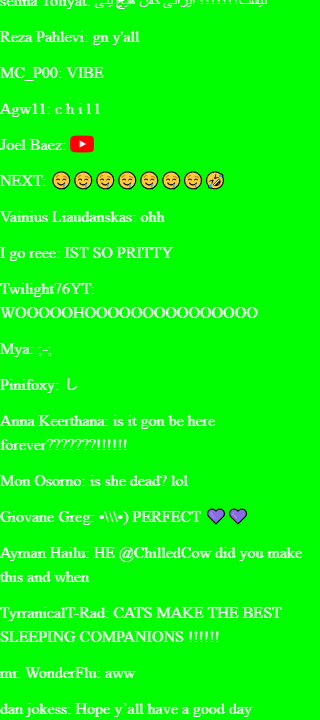 Reza Pahlevi: gn y'all
MC_P00: VIBE
Agw11: c h i l l
Joel Baez:
NEXT: 😊😊😊😊😊😊😊🤣
Vainius Liaudanskas: ohh
I go reee: IST SO PRITTY
Twilight76YT:
WOOOOOHOOOOOOOOOOOOOOO
Mya: ;-;
Pinifoxy: し
Anna Keerthana: is it gon be here
forever???????!!!!!!
Mon Osorno: is she dead? lol
Giovane Greg: •\\\•) PERFECT 💜💜
Ayman Hailu: HE @ChilledCow did you make
this and when
TyrranicalT-Rad: CATS MAKE THE BEST
SLEEPING COMPANIONS !!!!!!
mr. WonderFlu: aww
dan jokess: Hope y'all have a good day